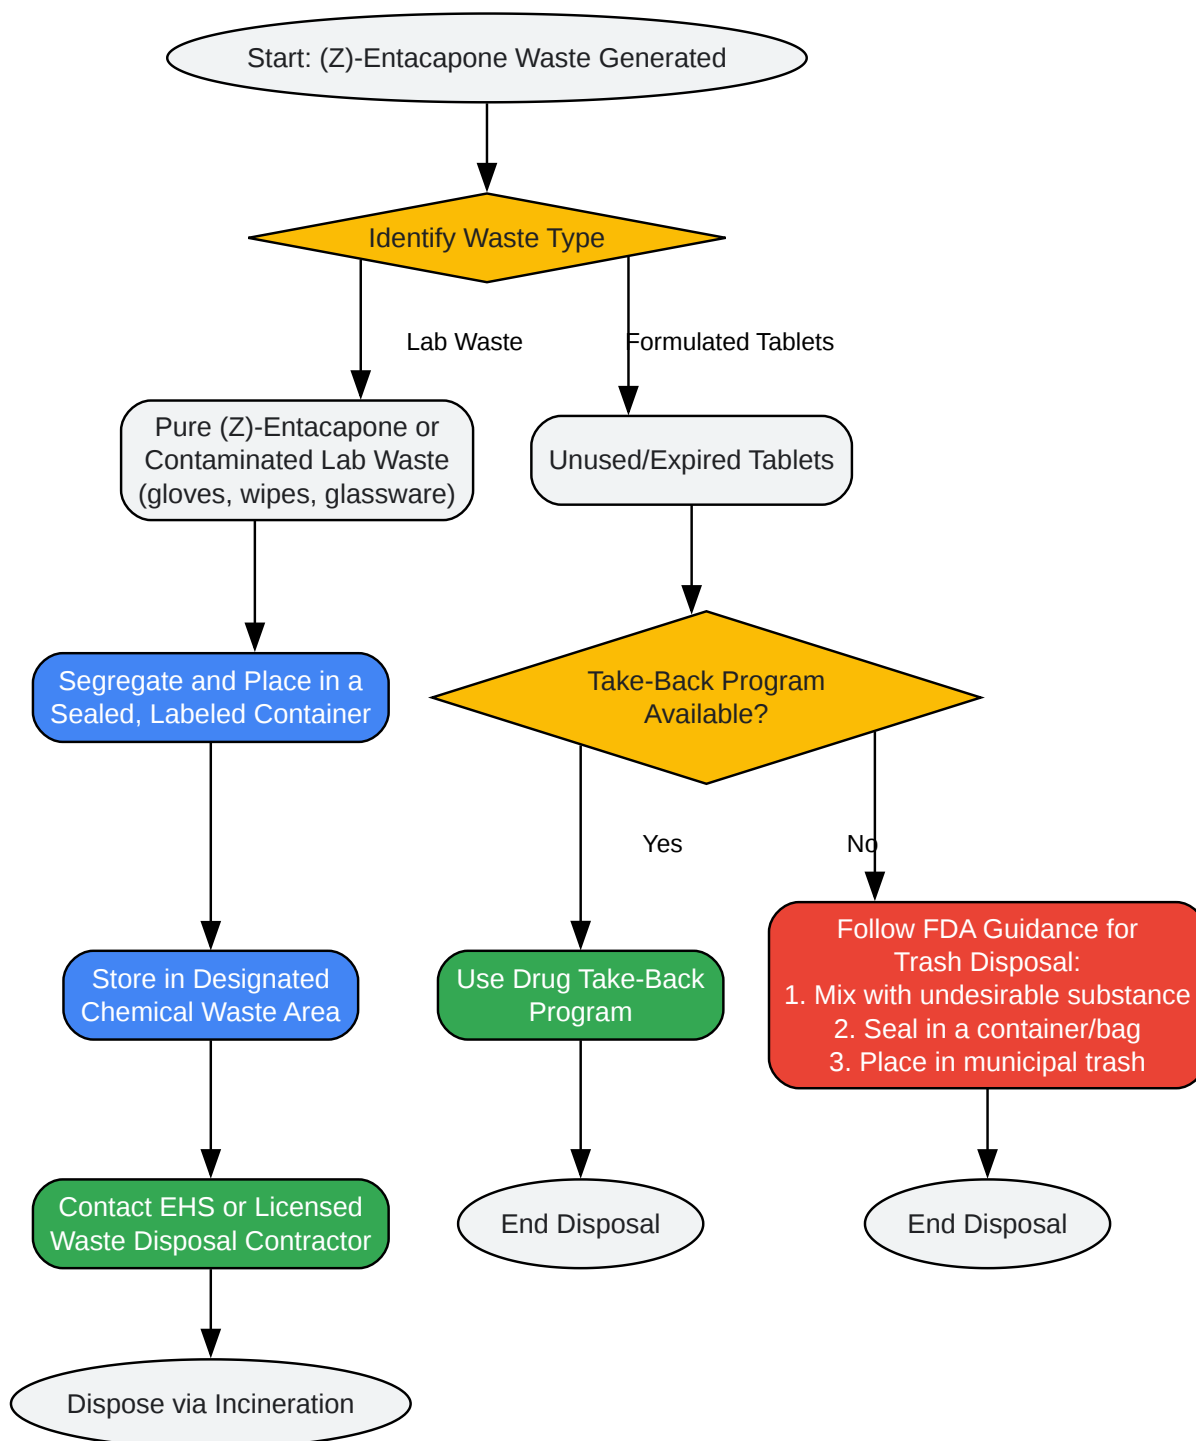 Start: (Z)-Entacapone Waste Generated
Identify Waste Type
Lab Waste
Formulated Tablets
Pure (Z)-Entacapone or
Contaminated Lab Waste
(gloves, wipes, glassware)
Unused/Expired Tablets
Segregate and Place in a
Sealed, Labeled Container
Take-Back Program
Available?
Yes
No
Store in Designated
Chemical Waste Area
Use Drug Take-Back
Program
Follow FDA Guidance for
Trash Disposal:
1. Mix with undesirable substance
2. Seal in a container/bag
3. Place in municipal trash
Contact EHS or Licensed
Waste Disposal Contractor
End Disposal
End Disposal
Dispose via Incineration